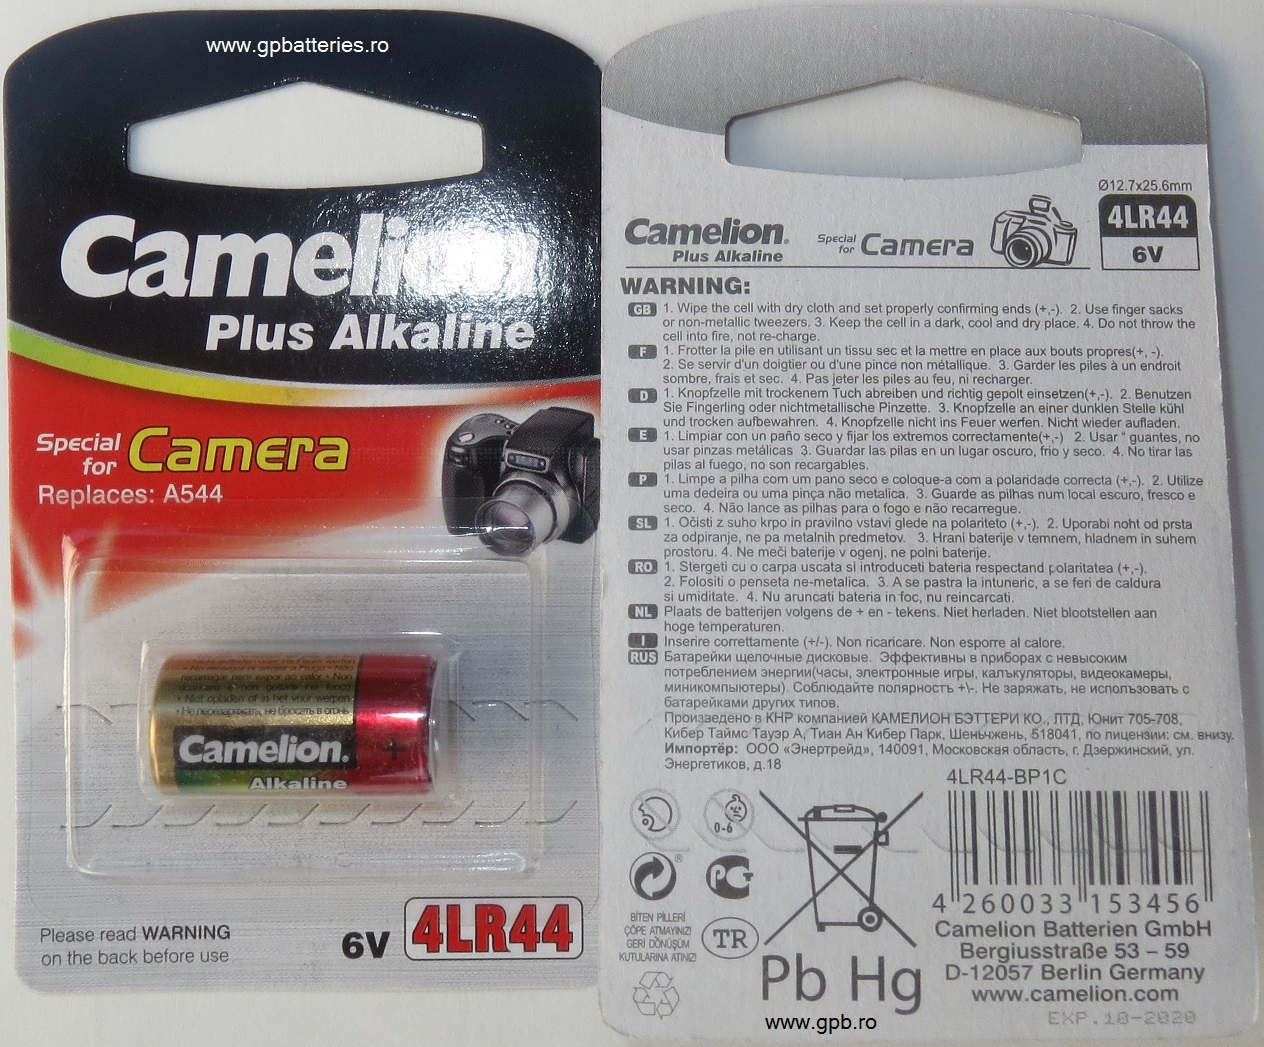 www.gpbatteries.ro
Camelion
Plus Alkaline
Special
for
Camera
Replaces: A544
recarregar nem expor ao calor • Non
• Niet opladen of in het vuur werpen
• Не перезаряжать, не бросать в огонь
Camelion.
+
Alkaline
Please read WARNING
on the back before use
6V
4LR44
Ø12.7x25.6mm
4LR44
6V
Camelion.
Plus Alkaline
Special
for
Camera
WARNING:
GB 1. Wipe the cell with dry cloth and set properly confirming ends (+,-). 2. Use finger sacks
or non-metallic tweezers. 3. Keep the cell in a dark, cool and dry place. 4. Do not throw the
cell into fire, not re-charge.
F 1. Frotter la pile en utilisant un tissu sec et la mettre en place aux bouts propres(+, -).
2. Se servir d'un doigtier ou d'une pince non métallique. 3. Garder les piles à un endroit
sombre, frais et sec. 4. Pas jeter les piles au feu, ni recharger.
D 1. Knopfzelle mit trockenem Tuch abreiben und richtig gepolt einsetzen(+,-). 2. Benutzen
Sie Fingerling oder nichtmetallische Pinzette. 3. Knopfzelle an einer dunklen Stelle kühl
und trocken aufbewahren. 4. Knopfzelle nicht ins Feuer werfen. Nicht wieder aufladen.
E 1. Limpiar con un paño seco y fijar los extremos correctamente(+,-) 2. Usar " guantes, no
usar pinzas metálicas 3. Guardar las pilas en un lugar oscuro, frio y seco. 4. No tirar las
pilas al fuego, no son recargables.
P 1. Limpe a pilha com um pano seco e coloque-a com a polaridade correcta (+,-). 2. Utilize
uma dedeira ou uma pinça não metalica. 3. Guarde as pilhas num local escuro, fresco e
seco. 4. Não lance as pilhas para o fogo e não recarregue.
SL 1. Očisti z suho krpo in pravilno vstavi glede na polariteto (+,-). 2. Uporabi noht od prsta
za odpiranje, ne pa metalnih predmetov. 3. Hrani baterije v temnem, hladnem in suhem
prostoru. 4. Ne meči baterije v ogenj, ne polni baterije.
RO 1. Stergeti cu o carpa uscata si introduceti bateria respectand polaritatea (+,-).
2. Folositi o penseta ne-metalica. 3. A se pastra la intuneric, a se feri de caldura
si umiditate. 4. Nu aruncati bateria in foc, nu reincarcati.
NL Plaats de batterijen volgens de + en - tekens. Niet herladen. Niet blootstellen aan
hoge temperaturen.
I Inserire correttamente (+/-). Non ricaricare. Non esporre al calore.
RUS Батарейки щелочные дисковые. Эффективны в приборах с невысоким
потреблением энергии(часы, электронные игры, калькуляторы, видеокамеры,
миникомпьютеры). Соблюдайте полярность +\-. Не заряжать, не использовать с
батарейками других типов.
Произведено в КНР компанией КАМЕЛИОН БЭТТЕРИ КО., ЛТД, Юнит 705-708,
Кибер Таймс Тауэр А, Тиан Ан Кибер Парк, Шеньчжень, 518041, по лицензии: см. внизу.
Импортёр: ООО «Энертрейд», 140091, Московская область, г. Дзержинский, ул.
Энергетиков, д.18
4LR44-BP1C
0-6
BİTEN PİLLERİ
ÇÖPE ATMAYINIZ!
GERİ DÖNÜŞÜM
KUTULARINA ATINIZ!
TR
Pb Hg
4 260033 153456
Camelion Batterien GmbH
Bergiusstraße 53 – 59
D-12057 Berlin Germany
www.camelion.com
EXP.10-2020
www.gpb.ro